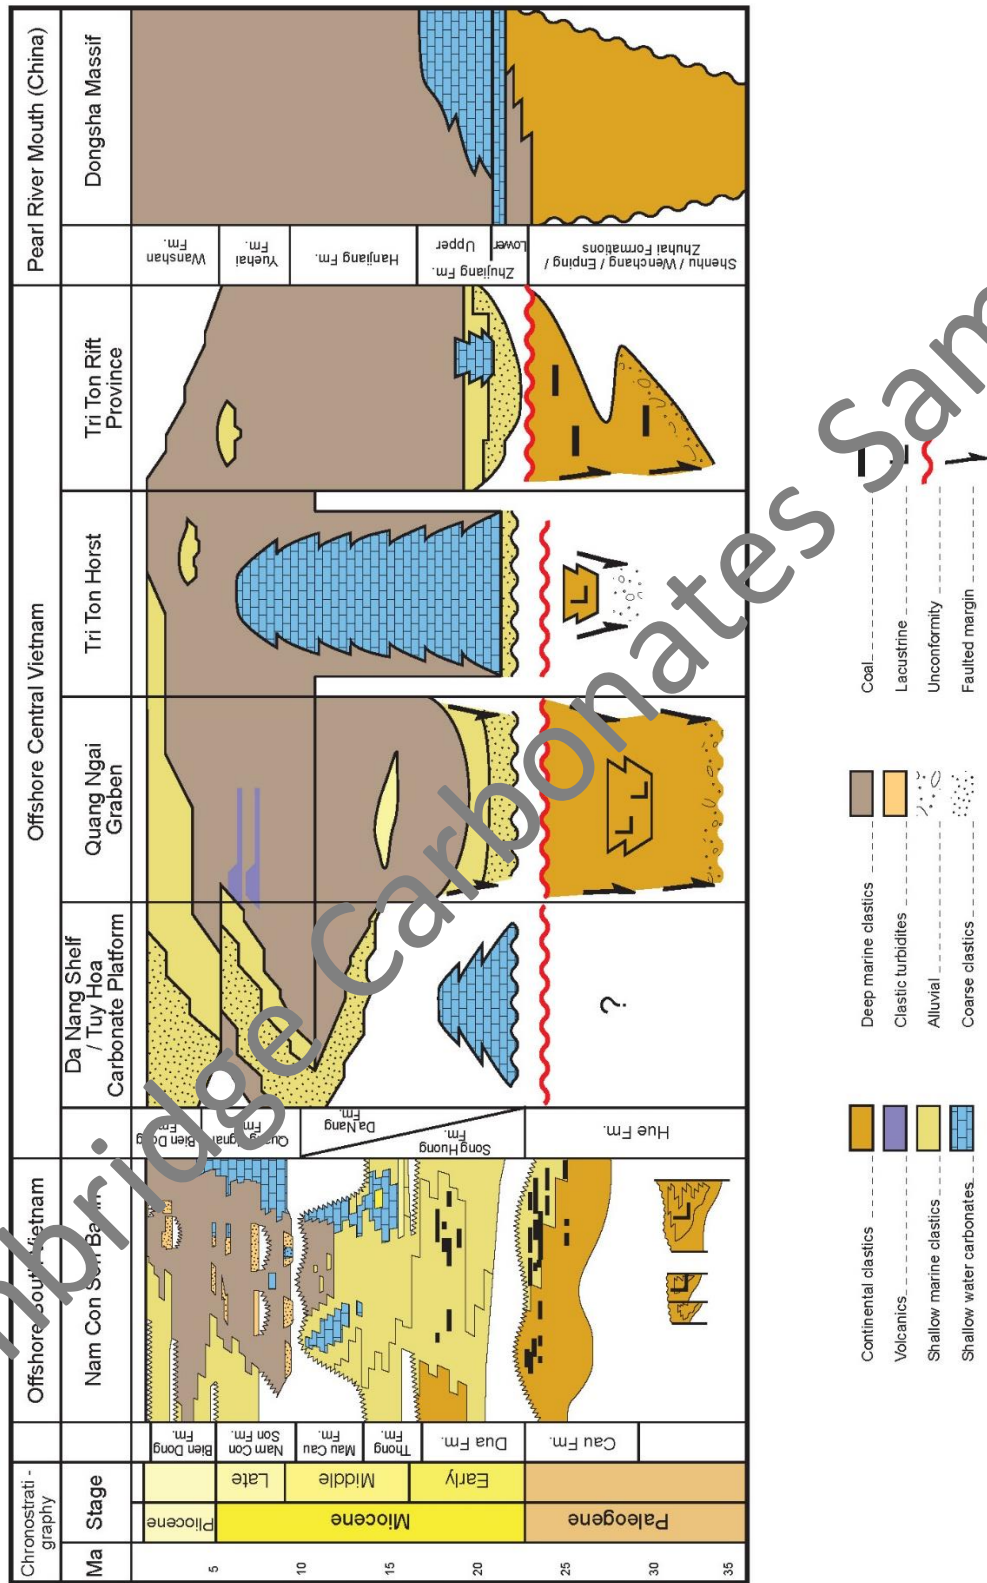 Chronostrati -
graphy
Offshore South Vietnam
Offshore Central Vietnam
Pearl River Mouth (China)
Ma
Stage
Nam Con Son Basin
Da Nang Shelf
/ Tuy Hoa
Carbonate Platform
Quang Ngai
Graben
Tri Ton Horst
Tri Ton Rift
Province
Dongsha Massif
5
10
15
20
25
30
35
Pliocene
Miocene
Paleogene
Late
Middle
Early
Bien Dong
Fm.
Nam Con
Son Fm.
Mau Cau
Fm.
Thong
Fm.
Dua Fm.
Cau Fm.
Bien Dong
Fm.
Fm.
Da Nang
Fm.
Song Huong
Fm.
Hue Fm.
?
L
L
L
L
L
L
Wanshan
Fm.
Yuehai
Fm.
Hanjiang Fm.
Upper
Lower
Zhujiang Fm.
Shenhu / Wenchang / Enping /
Zhuhai Formations
Continental clastics
Volcanics
Shallow marine clastics
Shallow water carbonates
Deep marine clastics
Clastic turbidites
Alluvial
Coarse clastics
Coal
Lacustrine
L
Unconformity
Faulted margin
Carbonates